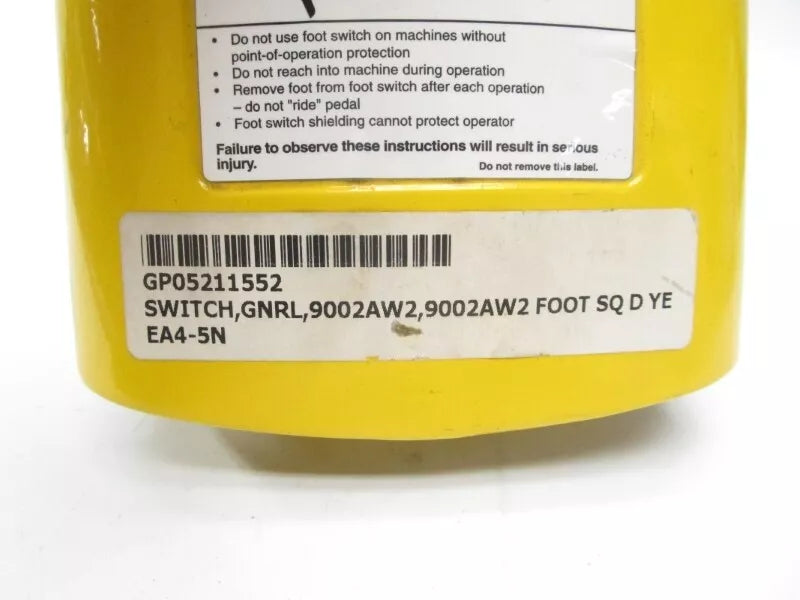 • Do not use foot switch on machines without
point-of-operation protection
• Do not reach into machine during operation
• Remove foot from foot switch after each operation
– do not "ride" pedal
• Foot switch shielding cannot protect operator
Failure to observe these instructions will result in serious
injury.
Do not remove this label.
GP05211552
SWITCH,GNRL,9002AW2,9002AW2 FOOT SQ D YE
EA4-5N